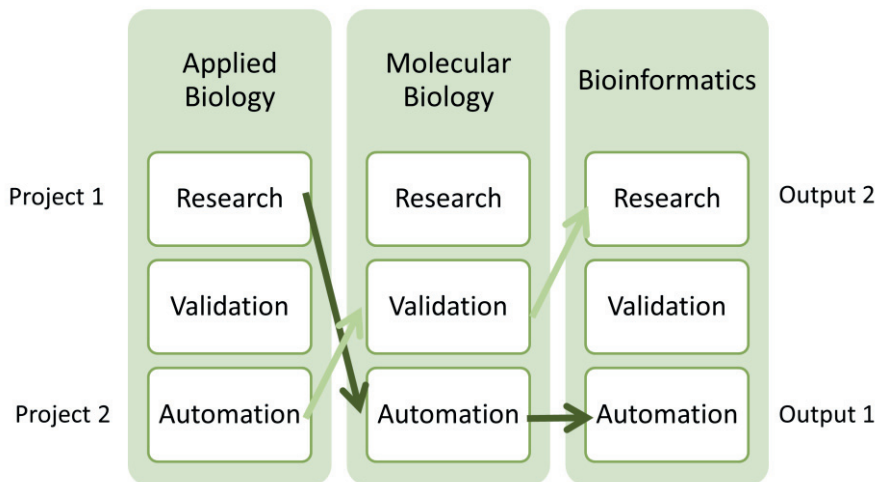 Applied
Biology
Molecular
Biology
Bioinformatics
Project 1
Research
Research
Research
Output 2
Validation
Validation
Validation
Project 2
Automation
Automation
Automation
Output 1